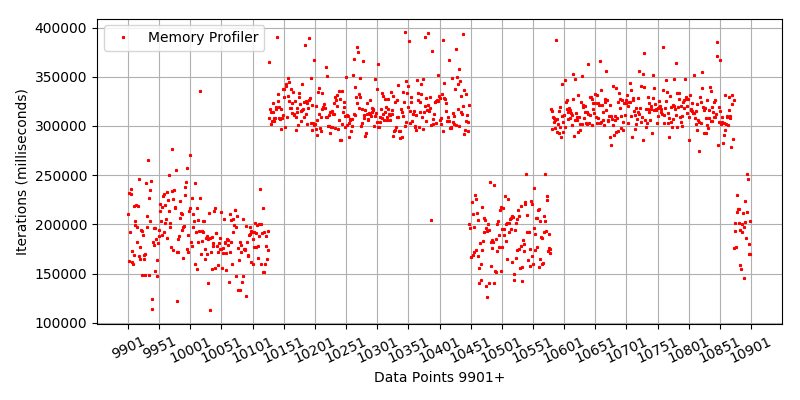 Memory Profiler
400000
350000
300000
250000
200000
150000
100000
Iterations (milliseconds)
9901 9951 10001 10051 10101 10151 10201 10251 10301 10351 10401 10451 10501 10551 10601 10651 10701 10751 10801 10851 10901
Data Points 9901+